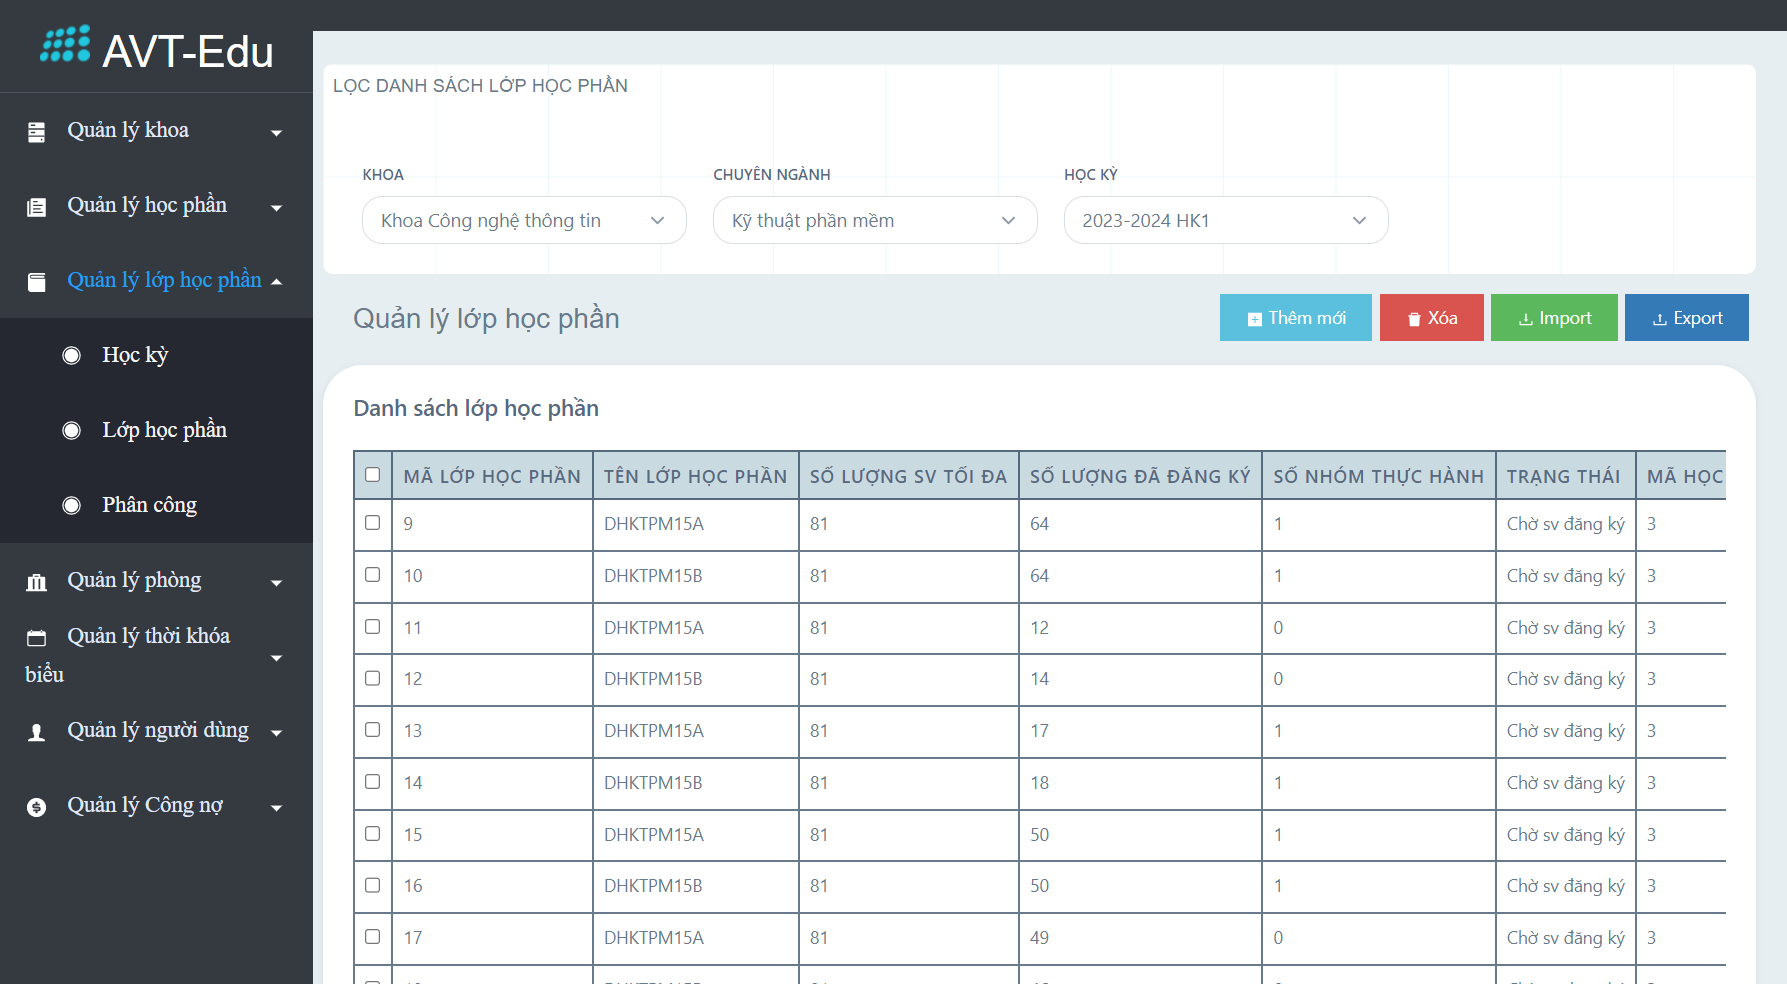 AVT-Edu
Quản lý khoa
Quản lý học phần
Quản lý lớp học phần
Học kỳ
Lớp học phần
Phân công
Quản lý phòng
Quản lý thời khóa
biểu
Quản lý người dùng
Quản lý Công nợ
LỌC DANH SÁCH LỚP HỌC PHẦN
KHOA CHUYÊN NGÀNH HỌC KỲ
Khoa Công nghệ thông tin Kỹ thuật phần mềm 2023-2024 HK1
Quản lý lớp học phần Thêm mới Xóa Import Export
Danh sách lớp học phần
MÃ LỚP HỌC PHẦN TÊN LỚP HỌC PHẦN SỐ LƯỢNG SV TỐI ĐA SỐ LƯỢNG ĐÃ ĐĂNG KÝ SỐ NHÓM THỰC HÀNH TRẠNG THÁI MÃ HỌC
9 DHKTPM15A 81 64 1 Chờ sv đăng ký 3
10 DHKTPM15B 81 64 1 Chờ sv đăng ký 3
11 DHKTPM15A 81 12 0 Chờ sv đăng ký 3
12 DHKTPM15B 81 14 0 Chờ sv đăng ký 3
13 DHKTPM15A 81 17 1 Chờ sv đăng ký 3
14 DHKTPM15B 81 18 1 Chờ sv đăng ký 3
15 DHKTPM15A 81 50 1 Chờ sv đăng ký 3
16 DHKTPM15B 81 50 1 Chờ sv đăng ký 3
17 DHKTPM15A 81 49 0 Chờ sv đăng ký 3